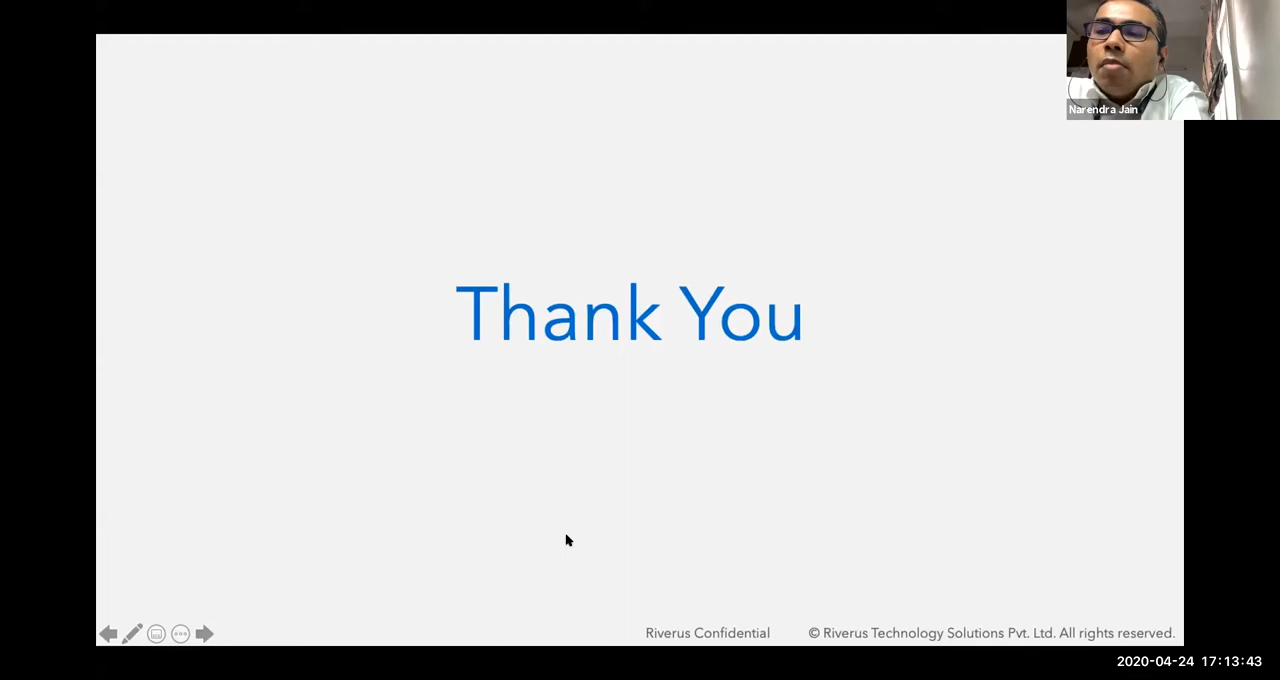 Narendra Jain
Thank You
Riverus Confidential
© Riverus Technology Solutions Pvt. Ltd. All rights reserved.
2020-04-24 17:13:43